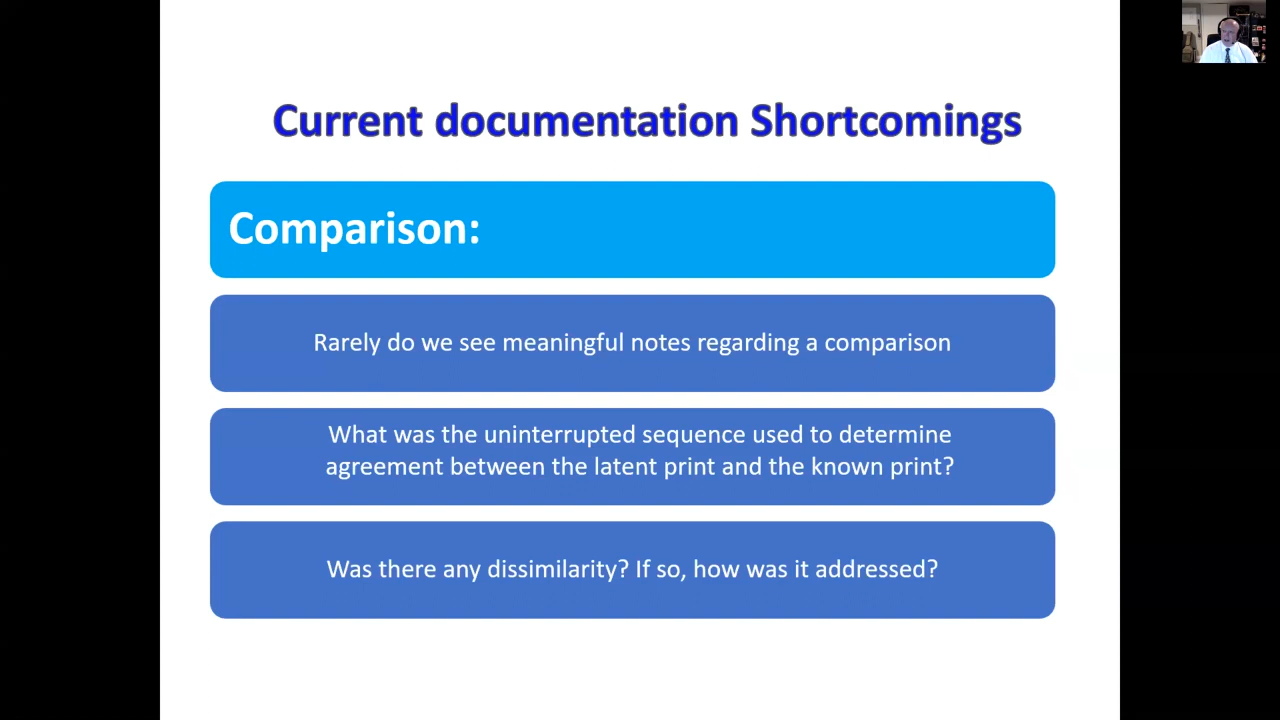 Current documentation Shortcomings
Comparison:
Rarely do we see meaningful notes regarding a comparison
What was the uninterrupted sequence used to determine
agreement between the latent print and the known print?
Was there any dissimilarity? If so, how was it addressed?